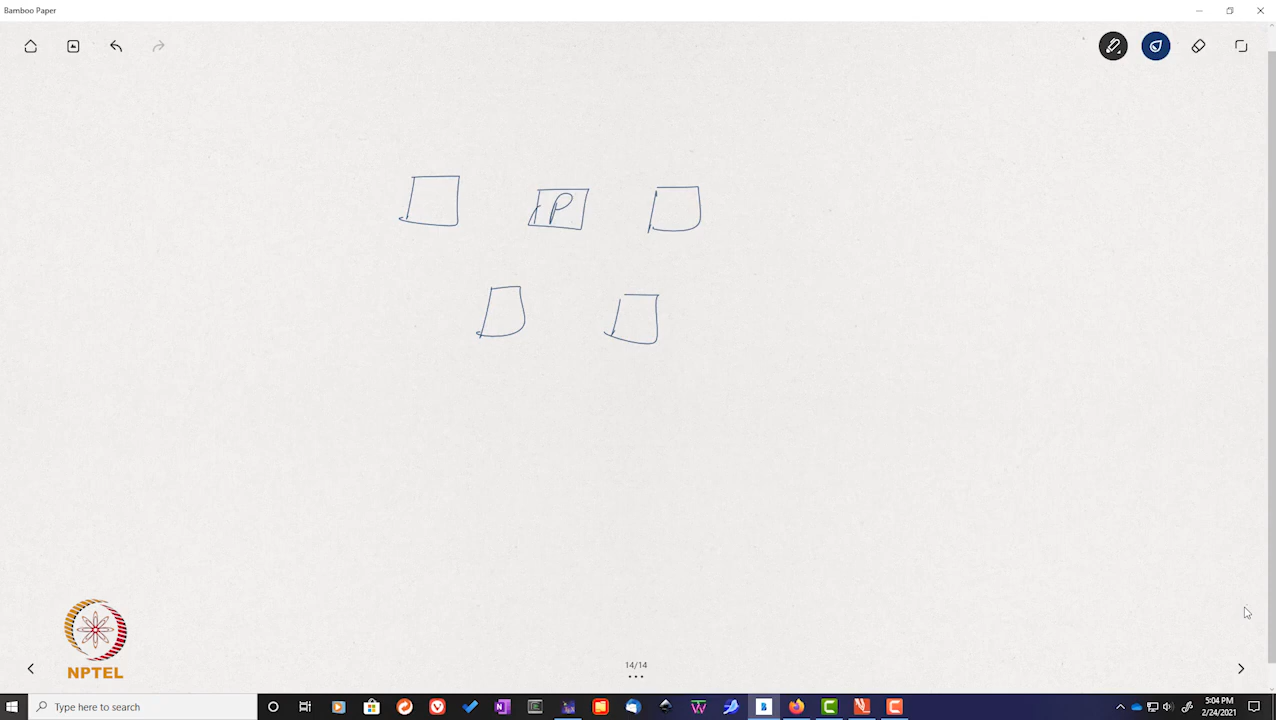 Bamboo Paper
P
NPTEL
14/14
Type here to search
5:04 PM
2/24/2021